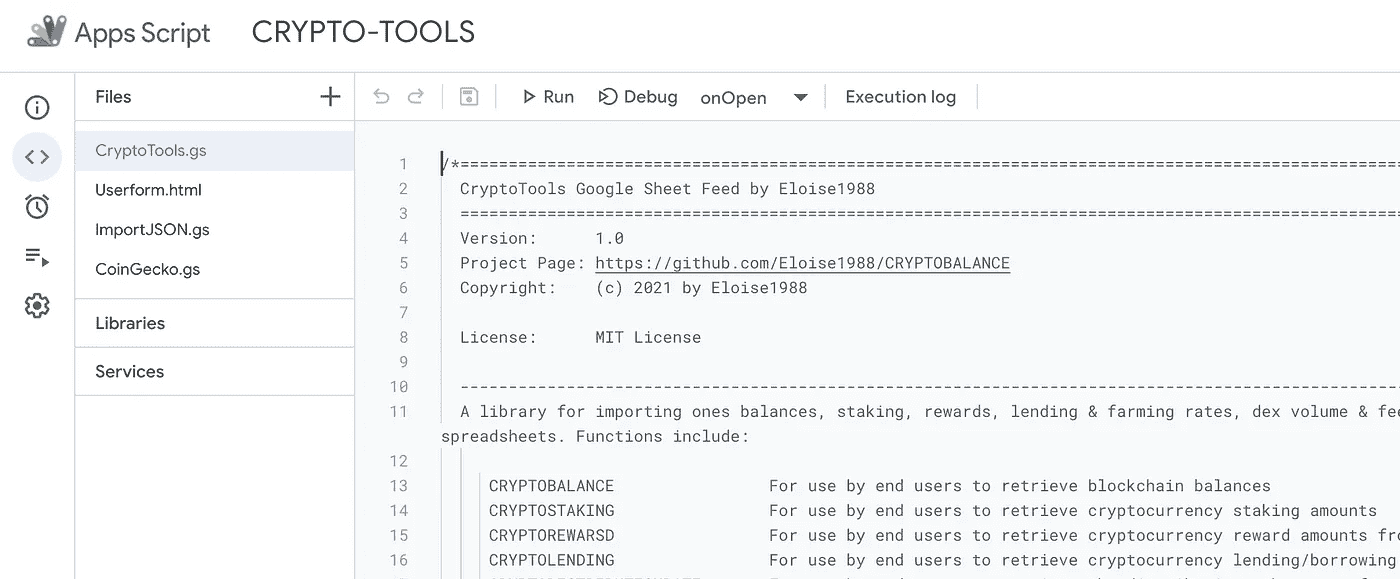 Apps Script CRYPTO-TOOLS
Files
Run Debug onOpen Execution log
CryptoTools.gs
Userform.html
ImportJSON.gs
CoinGecko.gs
Libraries
Services
1 /*==================================================================================================
2 CryptoTools Google Sheet Feed by Eloise1988
3 ==================================================================================================
4 Version: 1.0
5 Project Page: https://github.com/Eloise1988/CRYPTOBALANCE
6 Copyright: (c) 2021 by Eloise1988
7
8 License: MIT License
9
10 --------------------------------------------------------------------------------------------------
11 A library for importing ones balances, staking, rewards, lending & farming rates, dex volume & fe
spreadsheets. Functions include:
12
13 CRYPTOBALANCE For use by end users to retrieve blockchain balances
14 CRYPTOSTAKING For use by end users to retrieve cryptocurrency staking amounts
15 CRYPTOREWARSD For use by end users to retrieve cryptocurrency reward amounts fr
16 CRYPTOLENDING For use by end users to retrieve cryptocurrency lending/borrowing